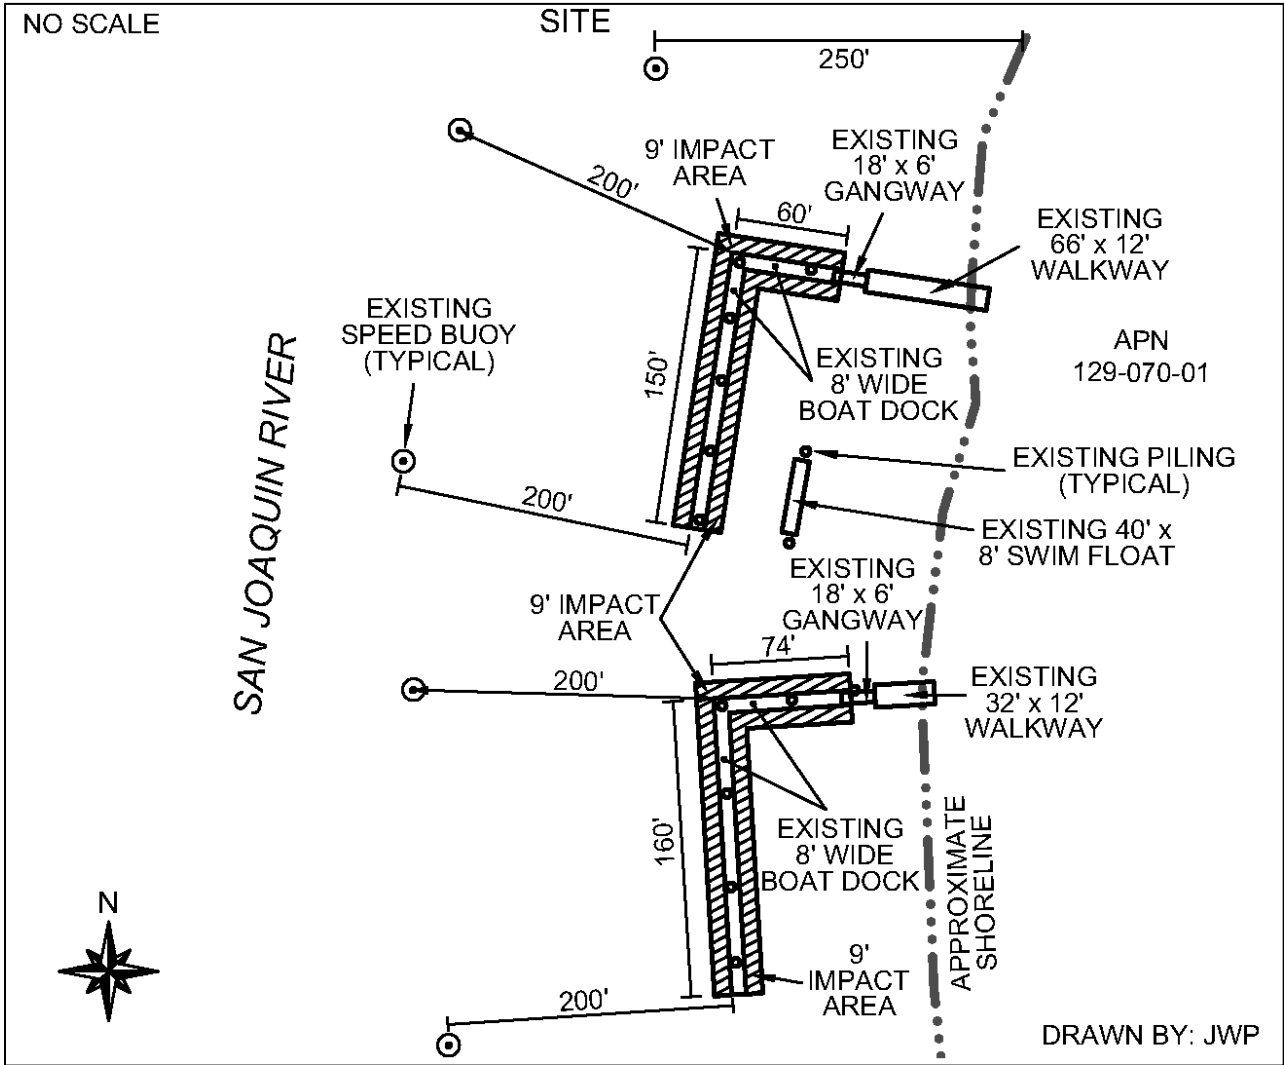 NO SCALE
SITE
250'
9' IMPACT
AREA
EXISTING
18' x 6'
GANGWAY
200'
60'
EXISTING
66' x 12'
WALKWAY
EXISTING
SPEED BUOY
(TYPICAL)
150'
EXISTING
8' WIDE
BOAT DOCK
APN
129-070-01
SAN JOAQUIN RIVER
EXISTING PILING
(TYPICAL)
200'
EXISTING 40' x
8' SWIM FLOAT
EXISTING
18' x 6'
GANGWAY
9' IMPACT
AREA
74'
200'
EXISTING
32' x 12'
WALKWAY
160'
EXISTING
8' WIDE
BOAT DOCK
APPROXIMATE
SHORELINE
N
9'
IMPACT
AREA
200'
DRAWN BY: JWP